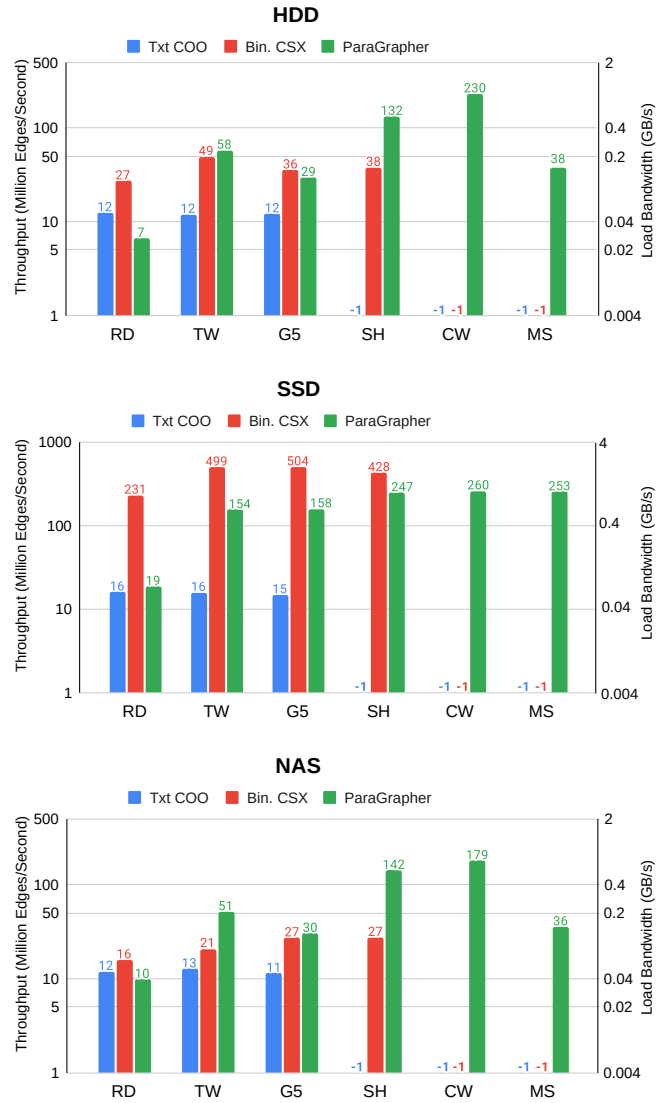 HDD
Txt COO Bin. CSX ParaGrapher
Throughput (Million Edges/Second)
500
100
50
10
5
1
2
0.4
0.2
0.04
0.02
0.004
Load Bandwidth (GB/s)
12 27 7
12 49 58
12 36 29
-1 38 132
-1 -1 230
-1 -1 38
RD TW G5 SH CW MS
SSD
Txt COO Bin. CSX ParaGrapher
Throughput (Million Edges/Second)
1000
100
10
1
4
0.4
0.04
0.004
Load Bandwidth (GB/s)
16 231 19
16 499 154
15 504 158
-1 428 247
-1 -1 260
-1 -1 253
RD TW G5 SH CW MS
NAS
Txt COO Bin. CSX ParaGrapher
Throughput (Million Edges/Second)
500
100
50
10
5
1
2
0.4
0.2
0.04
0.02
0.004
Load Bandwidth (GB/s)
12 16 10
13 21 51
11 27 30
-1 27 142
-1 -1 179
-1 -1 36
RD TW G5 SH CW MS